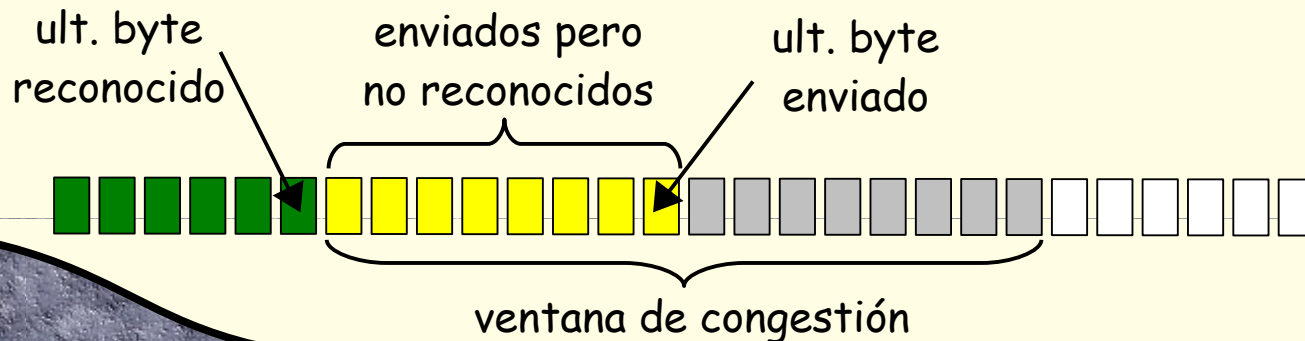 ult. byte
reconocido
enviados pero
no reconocidos
ult. byte
enviado
ventana de congestión